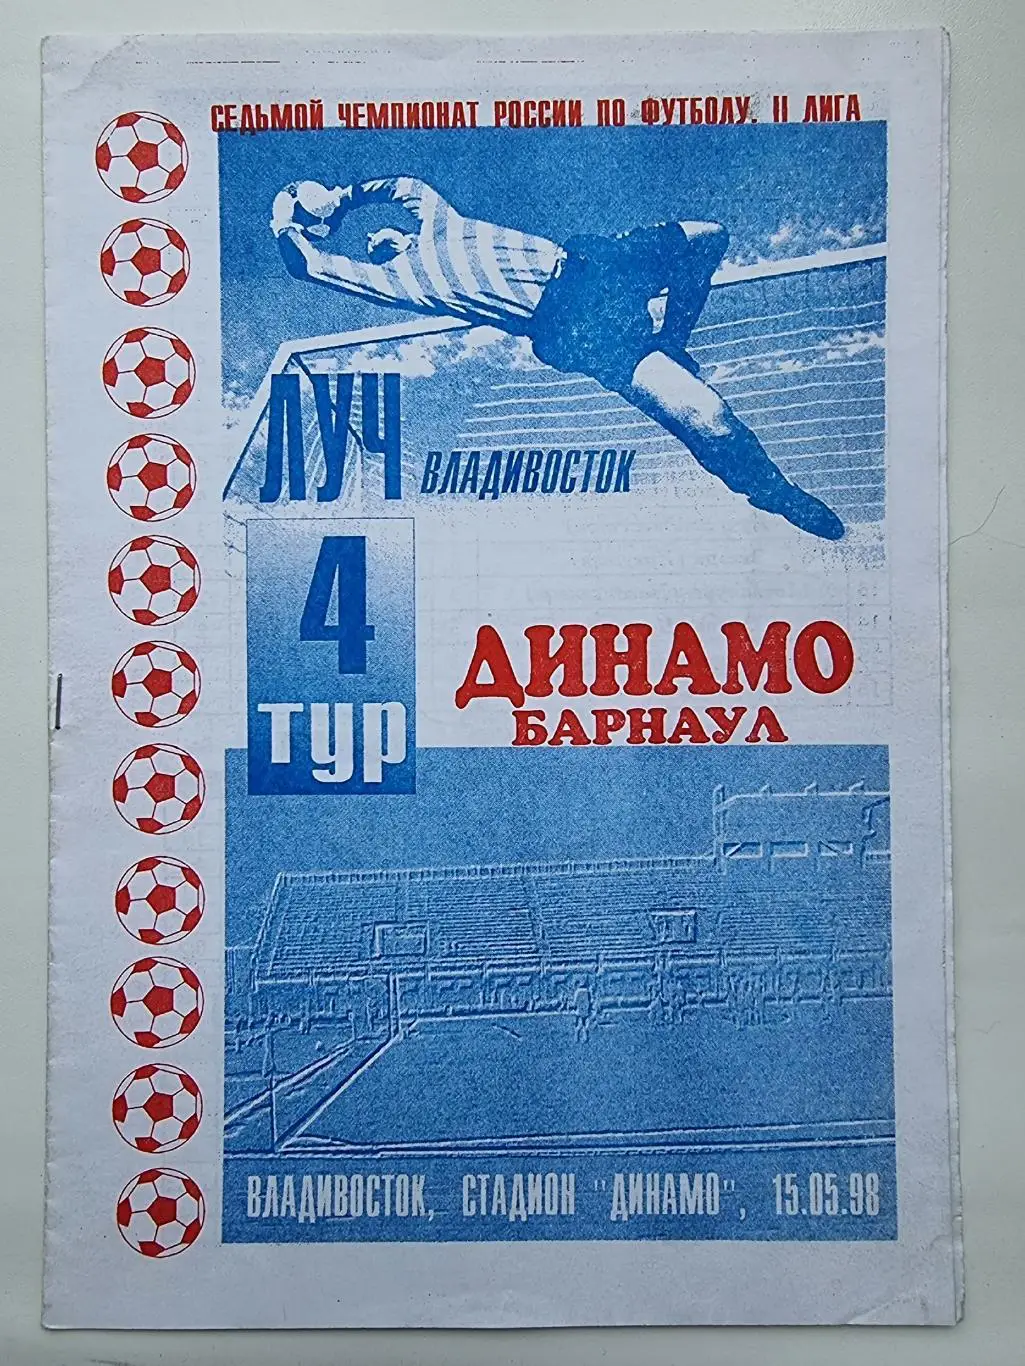 СЕДЬМОЙ ЧЕМПИОНАТ РОССИИ ПО ФУТБОЛУ. II ЛИГА
ЛУЧ
ВЛАДИВОСТОК
4
тур
ДИНАМО
БАРНАУЛ
ВЛАДИВОСТОК, СТАДИОН "ДИНАМО", 15.05.98